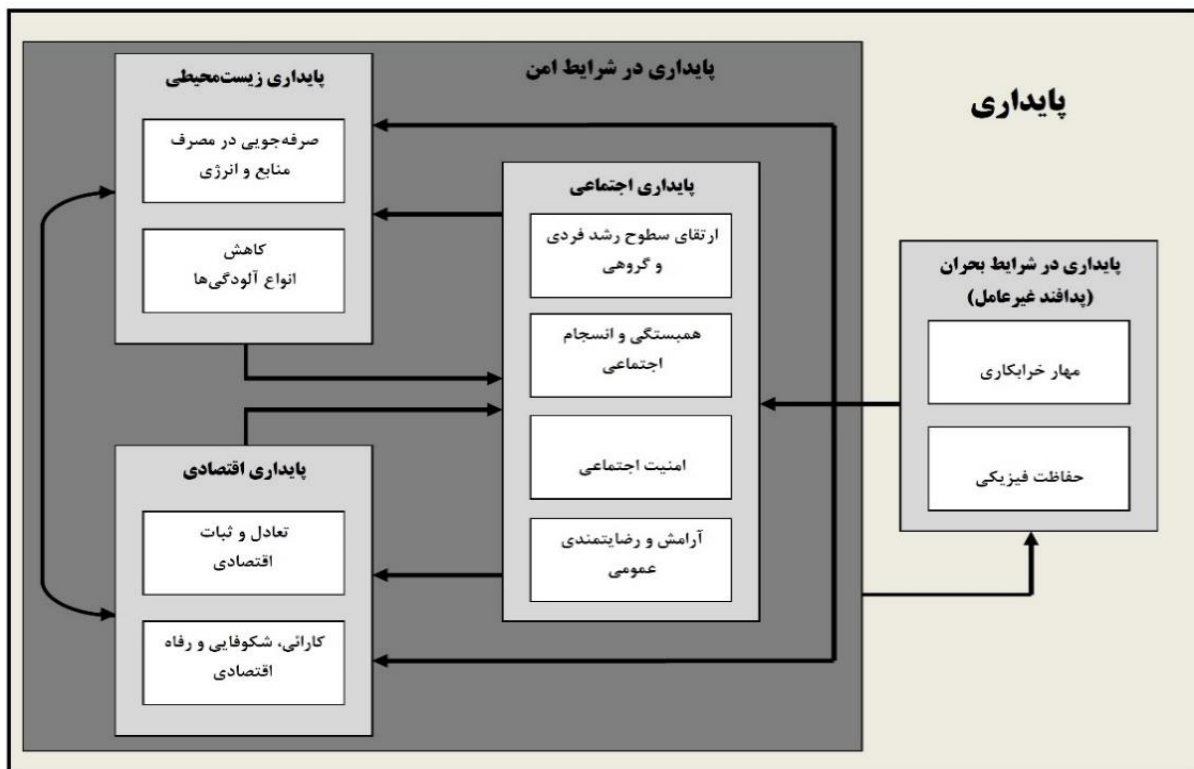 پایداری
پایداری در شرایط امن
پایداری در شرایط بحران
(پدافند غیرعامل)
مهار خرابکاری
حفاظت فیزیکی
پایداری اجتماعی
ارتقای سطوح رشد فردی
و گروهی
همبستگی و انسجام
اجتماعی
امنیت اجتماعی
آرامش و رضایتمندی
عمومی
پایداری زیست‌محیطی
صرفه‌جویی در مصرف
منابع و انرژی
کاهش
انواع آلودگی‌ها
پایداری اقتصادی
تعادل و ثبات
اقتصادی
کارائی، شکوفایی و رفاه
اقتصادی